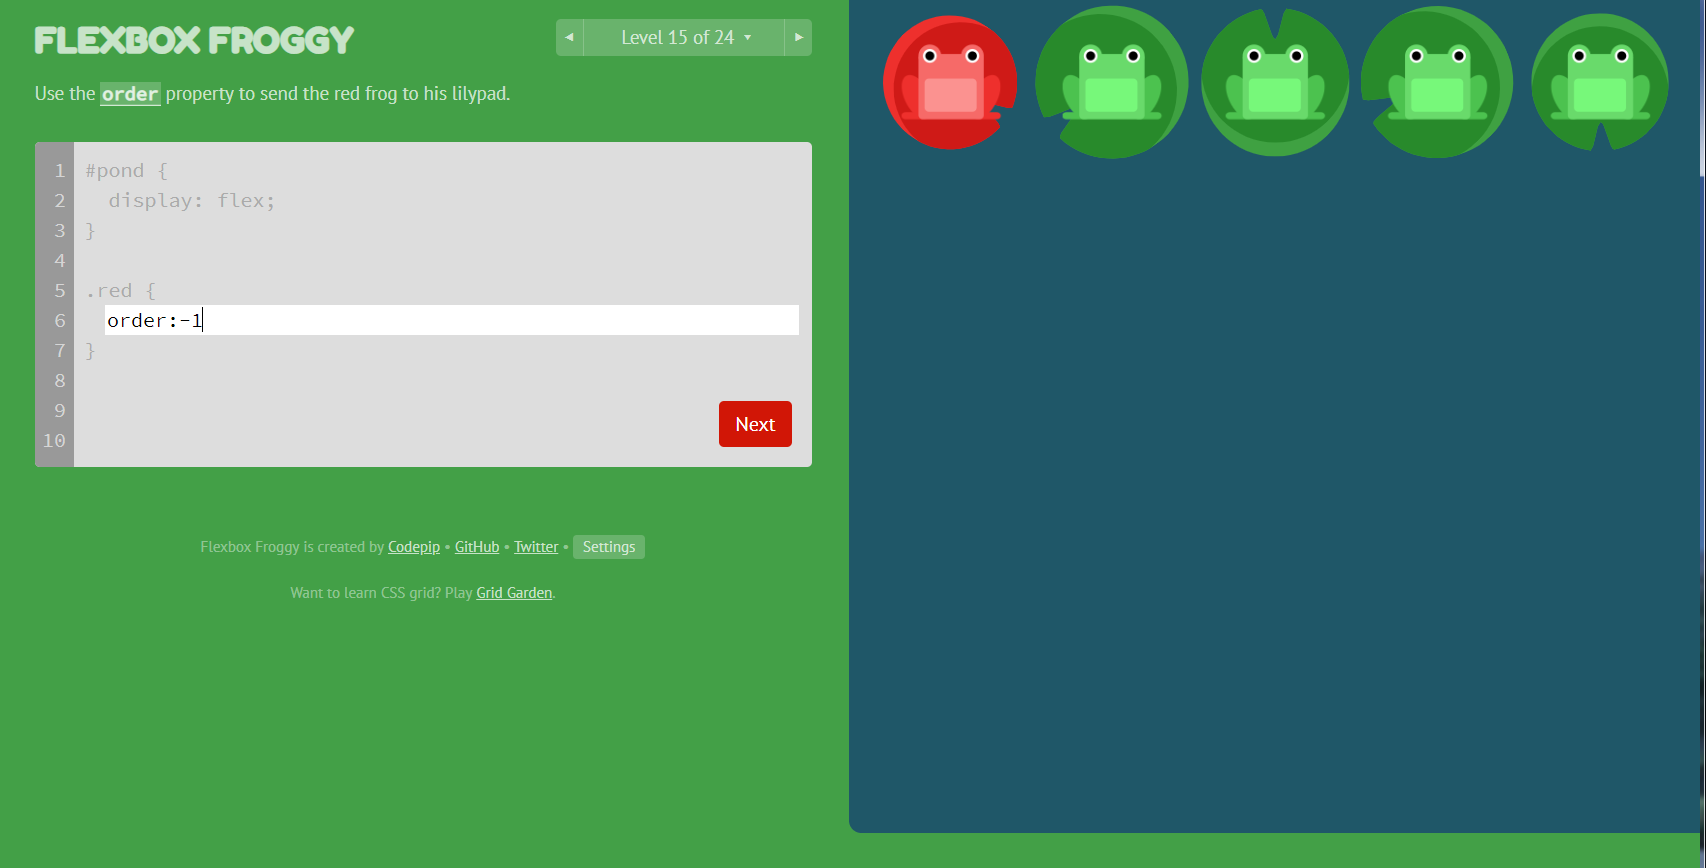 FLEXBOX FROGGY
◀ Level 15 of 24 ▾ ▶
Use the order property to send the red frog to his lilypad.
1 #pond {
2   display: flex;
3 }
4
5 .red {
6   order:-1
7 }
8
9
10
Next
Flexbox Froggy is created by Codepip • GitHub • Twitter • Settings
Want to learn CSS grid? Play Grid Garden.